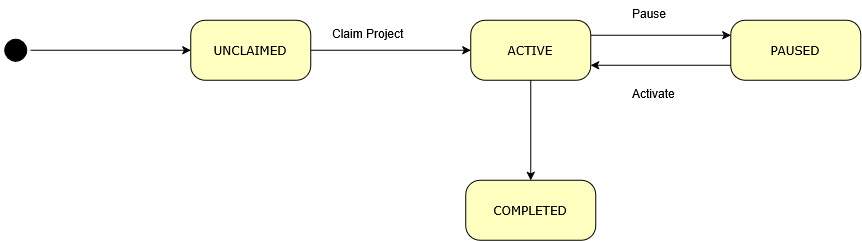 Pause
Claim Project
UNCLAIMED
ACTIVE
PAUSED
Activate
COMPLETED